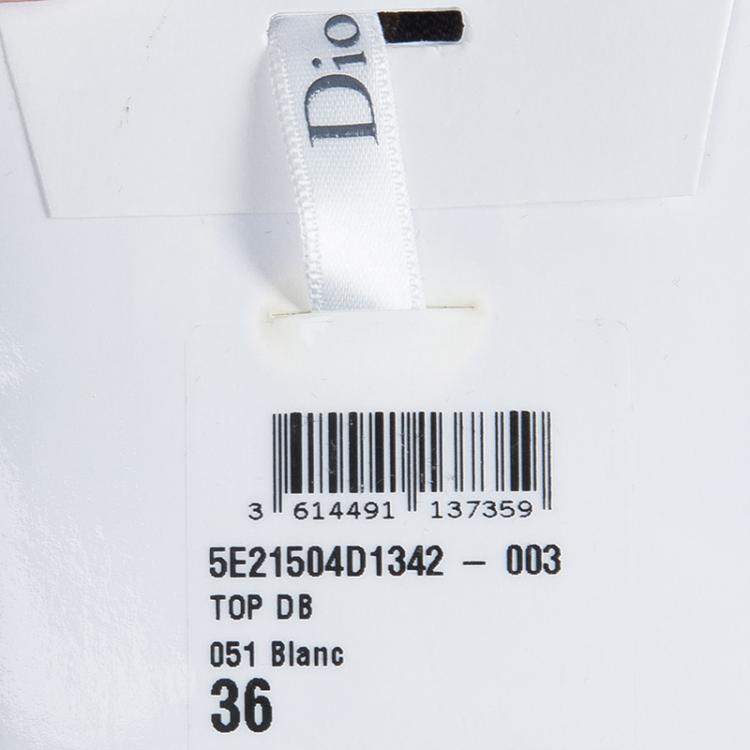 Dio
3 614491 137359
5E21504D1342 – 003
TOP DB
051 Blanc
36